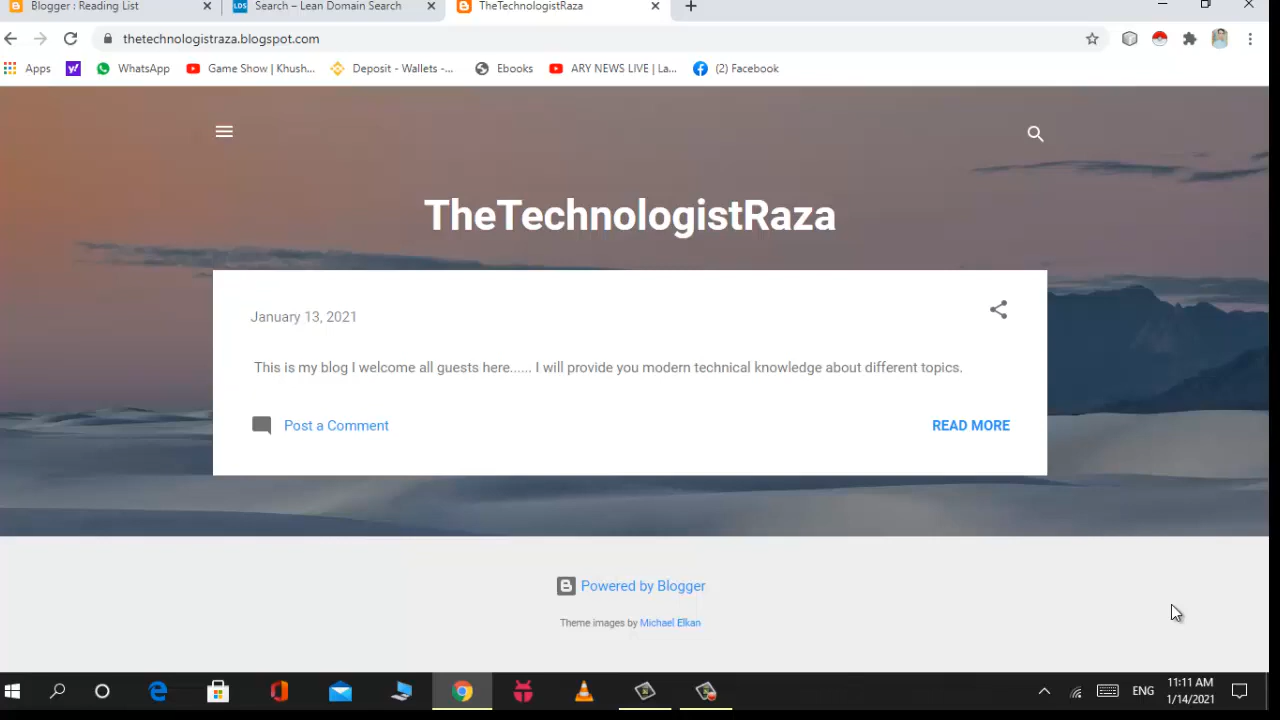 Blogger : Reading List
LDS Search – Lean Domain Search
TheTechnologistRaza
thetechnologistraza.blogspot.com
Apps
WhatsApp
Game Show | Khush...
Deposit - Wallets -...
Ebooks
ARY NEWS LIVE | La...
(2) Facebook
TheTechnologistRaza
January 13, 2021
This is my blog I welcome all guests here...... I will provide you modern technical knowledge about different topics.
Post a Comment
READ MORE
Powered by Blogger
Theme images by Michael Elkan
ENG
11:11 AM
1/14/2021